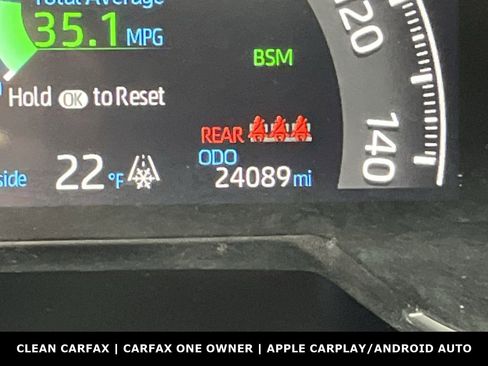 Total Average
35.1 MPG
Hold OK to Reset
BSM
120
140
REAR
ODO
side 22 °F 24089 mi
CLEAN CARFAX | CARFAX ONE OWNER | APPLE CARPLAY/ANDROID AUTO